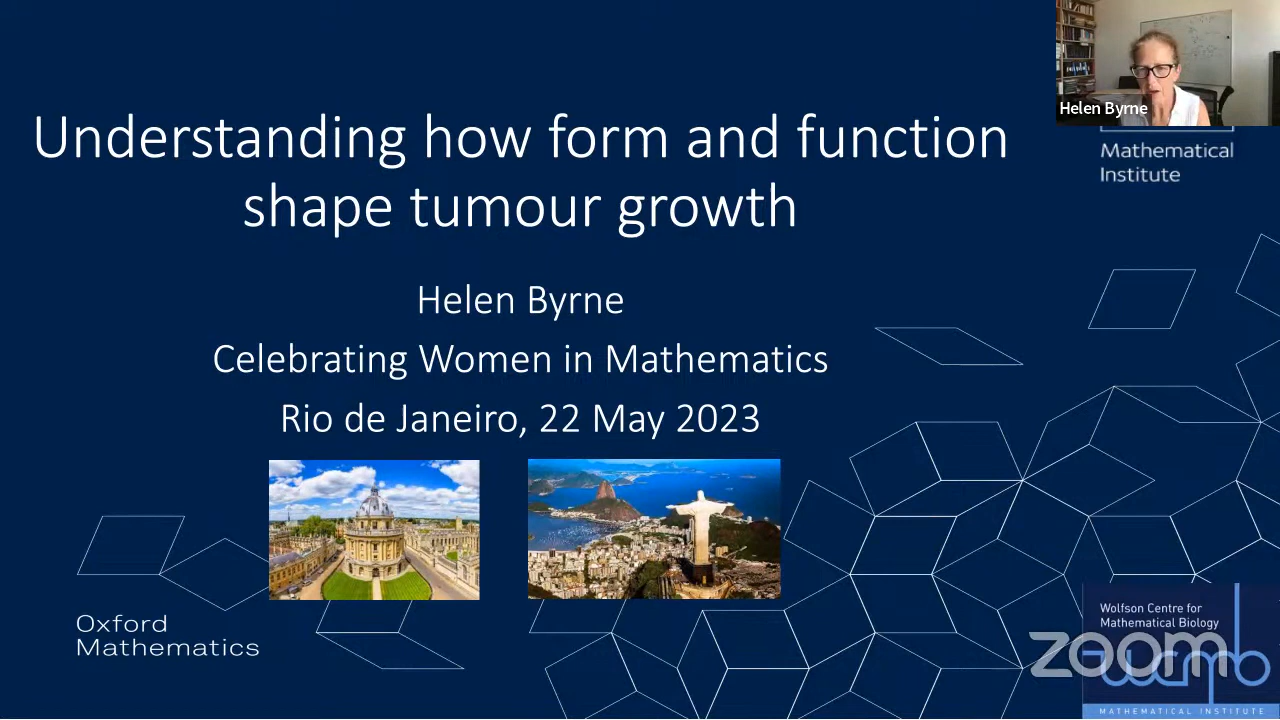 Understanding how form and function
shape tumour growth
Helen Byrne
Celebrating Women in Mathematics
Rio de Janeiro, 22 May 2023
Helen Byrne
Mathematical
Institute
Oxford
Mathematics
Wolfson Centre for
Mathematical Biology
zoom
wcmb
MATHEMATICAL INSTITUTE